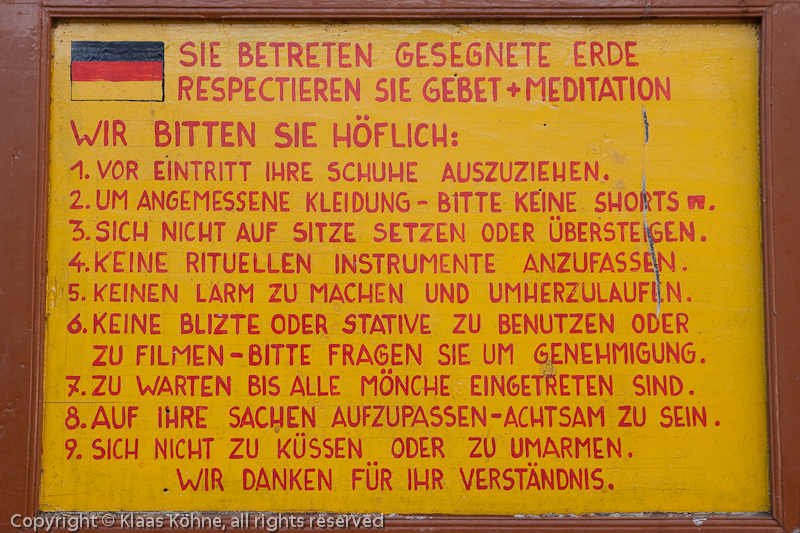 SIE BETRETEN GESEGNETE ERDE
RESPECTIEREN SIE GEBET + MEDITATION
WIR BITTEN SIE HÖFLICH:
1. VOR EINTRITT IHRE SCHUHE AUSZUZIEHEN.
2. UM ANGEMESSENE KLEIDUNG - BITTE KEINE SHORTS.
3. SICH NICHT AUF SITZE SETZEN ODER ÜBERSTEIGEN.
4. KEINE RITUELLEN INSTRUMENTE ANZUFASSEN.
5. KEINEN LARM ZU MACHEN UND UMHERZULAUFEN.
6. KEINE BLIZTE ODER STATIVE ZU BENUTZEN ODER
ZU FILMEN - BITTE FRAGEN SIE UM GENEHMIGUNG.
7. ZU WARTEN BIS ALLE MÖNCHE EINGETRETEN SIND.
8. AUF IHRE SACHEN AUFZUPASSEN - ACHTSAM ZU SEIN.
9. SICH NICHT ZU KÜSSEN ODER ZU UMARMEN.
WIR DANKEN FÜR IHR VERSTÄNDNIS.
Copyright © Klaas Köhne, all rights reserved